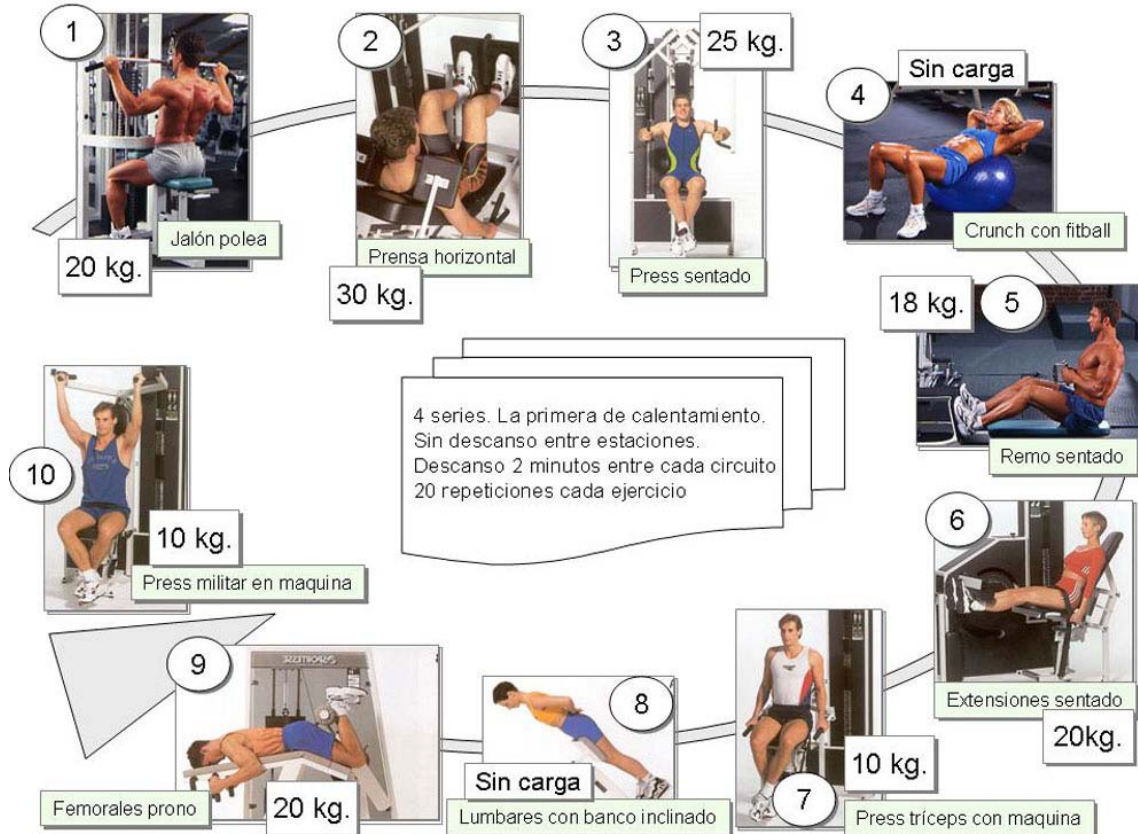 1
Jalón polea
20 kg.
2
Prensa horizontal
30 kg.
3
25 kg.
Press sentado
Sin carga
4
Crunch con fitball
18 kg.
5
Remo sentado
4 series. La primera de calentamiento.
Sin descanso entre estaciones.
Descanso 2 minutos entre cada circuito
20 repeticiones cada ejercicio
6
Extensiones sentado
20kg.
10 kg.
7
Press tríceps con maquina
8
Sin carga
Lumbares con banco inclinado
9
Femorales prono
20 kg.
10
10 kg.
Press militar en maquina